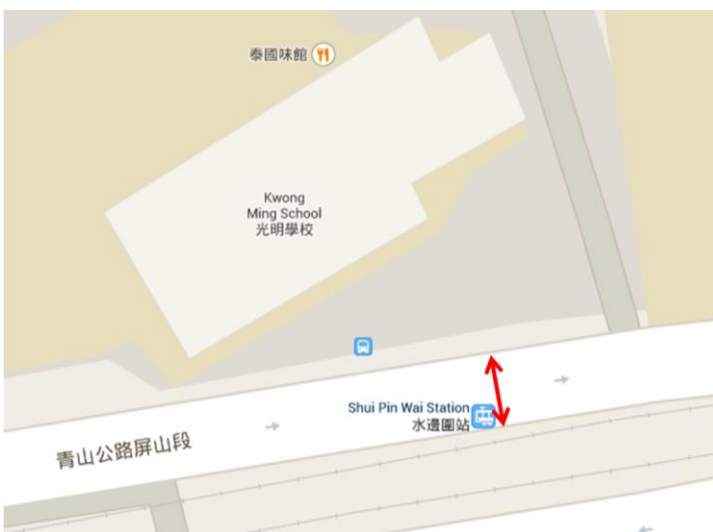 泰國味館
Kwong
Ming School
光明學校
Shui Pin Wai Station
水邊圍站
青山公路屏山段